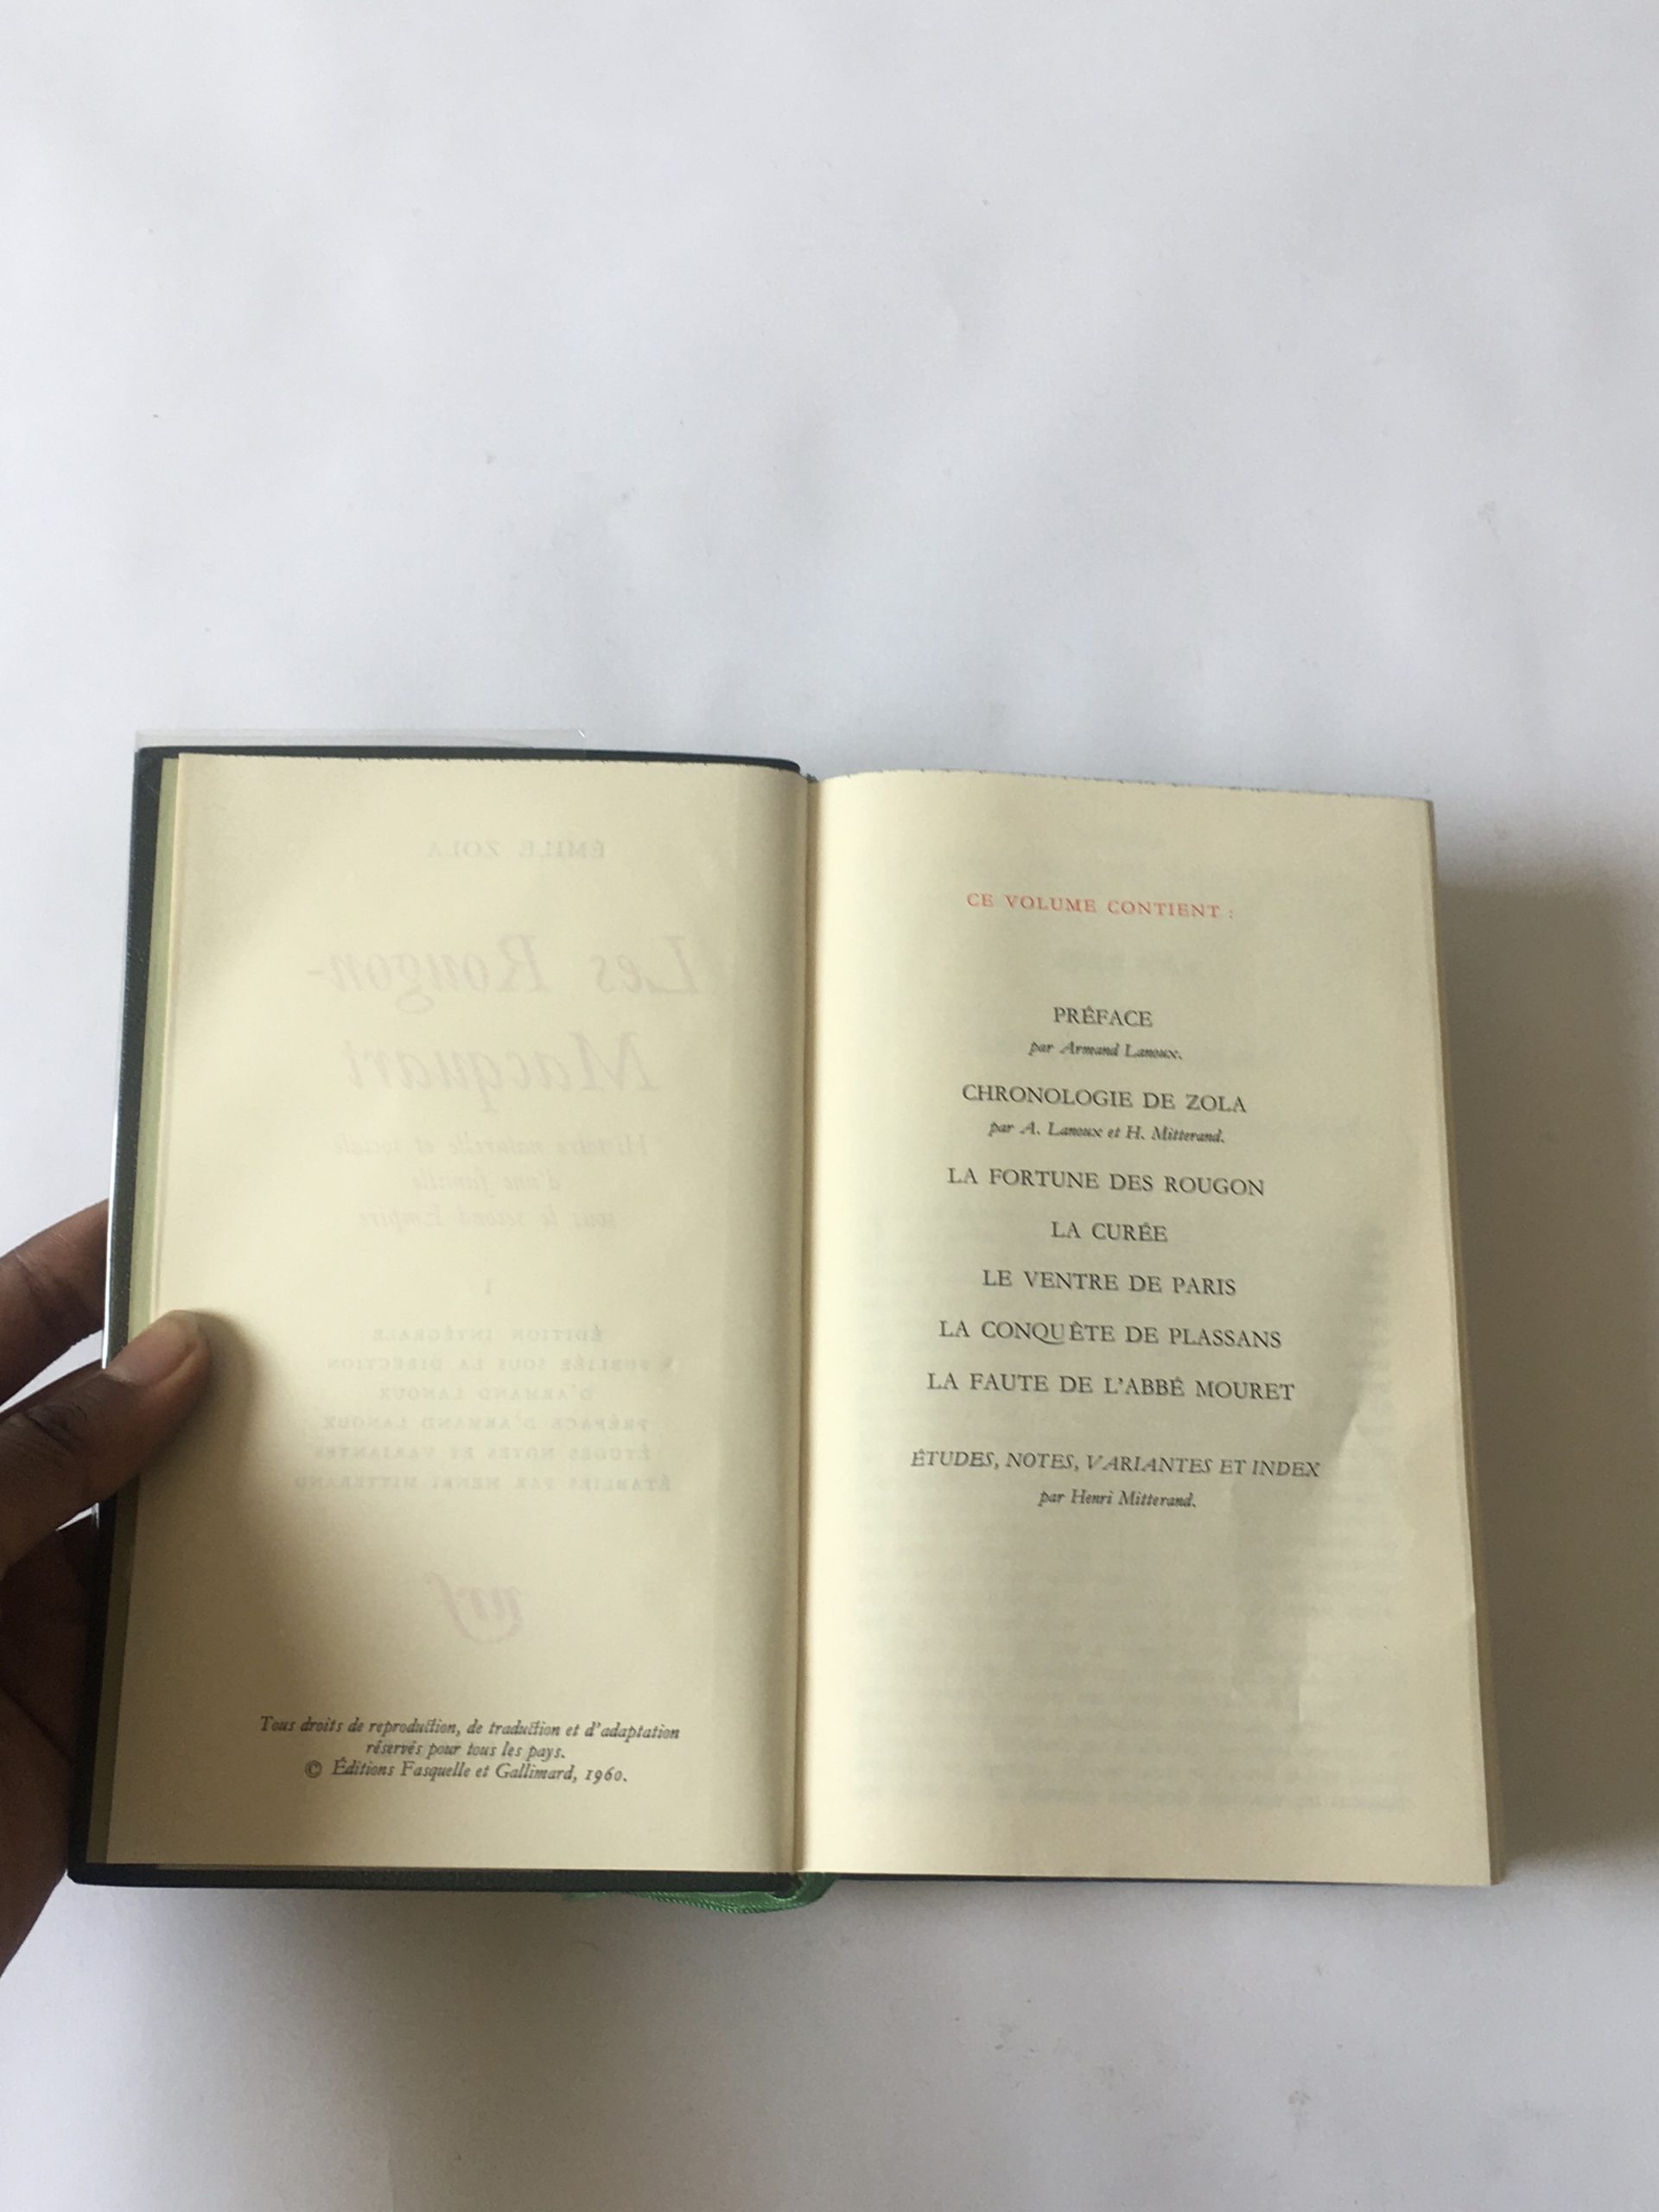 Tous droits de reproduction, de traduction et d'adaptation
réservés pour tous les pays.
© Éditions Fasquelle et Gallimard, 1960.
CE VOLUME CONTIENT :
PRÉFACE
par Armand Lanoux.
CHRONOLOGIE DE ZOLA
par A. Lanoux et H. Mitterand.
LA FORTUNE DES ROUGON
LA CURÉE
LE VENTRE DE PARIS
LA CONQUÊTE DE PLASSANS
LA FAUTE DE L'ABBÉ MOURET
ÉTUDES, NOTES, VARIANTES ET INDEX
par Henri Mitterand.